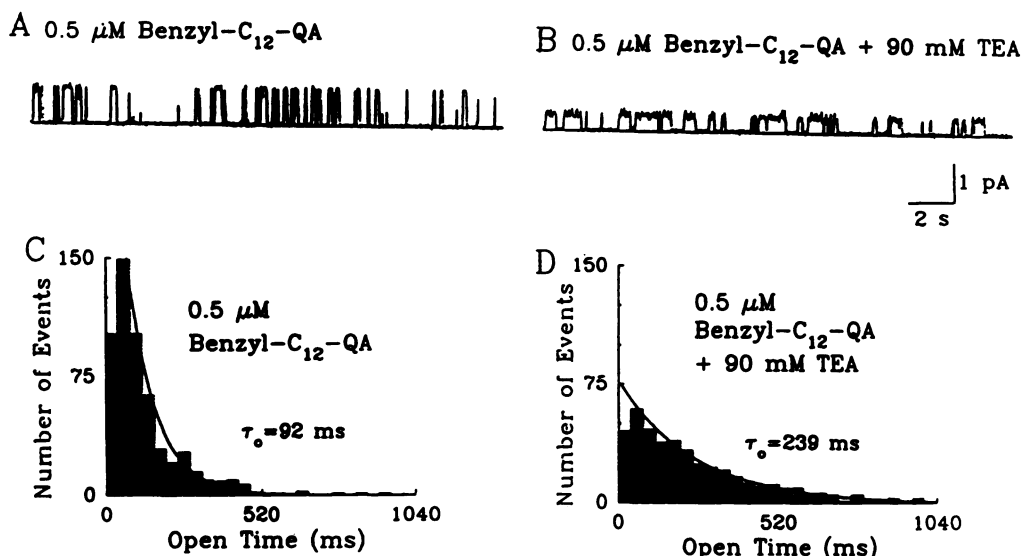 A 0.5 μM Benzyl-C12-QA
B 0.5 μM Benzyl-C12-QA + 90 mM TEA
1 pA
2 s
C
150
75
0
Number of Events
0.5 μM
Benzyl-C12-QA
τo=92 ms
0 520 1040
Open Time (ms)
D
150
75
0
Number of Events
0.5 μM
Benzyl-C12-QA
+ 90 mM TEA
τo=239 ms
0 520 1040
Open Time (ms)